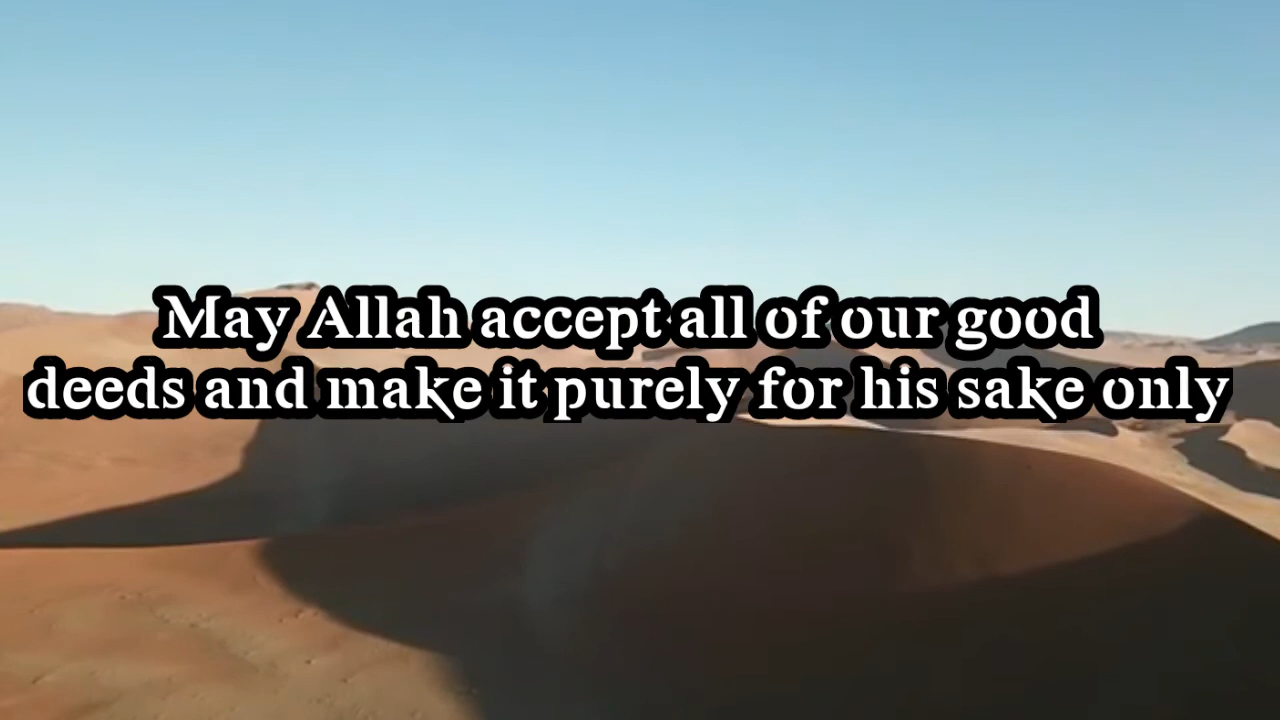 May Allah accept all of our good
deeds and make it purely for his sake only